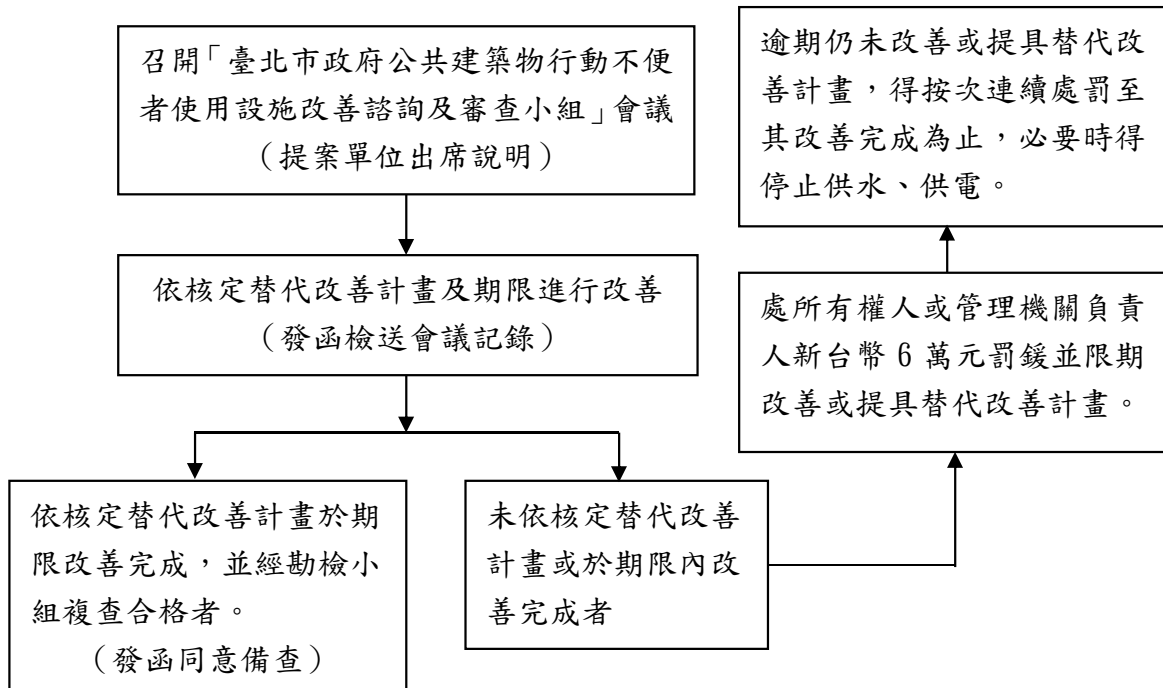 召開「臺北市政府公共建築物行動不便
者使用設施改善諮詢及審查小組」會議
（提案單位出席說明）
依核定替代改善計畫及期限進行改善
（發函檢送會議記錄）
依核定替代改善計畫於期
限改善完成，並經勘檢小
組複查合格者。
（發函同意備查）
未依核定替代改善
計畫或於期限內改
善完成者
處所有權人或管理機關負責
人新台幣 6 萬元罰鍰並限期
改善或提具替代改善計畫。
逾期仍未改善或提具替代改
善計畫，得按次連續處罰至
其改善完成為止，必要時得
停止供水、供電。